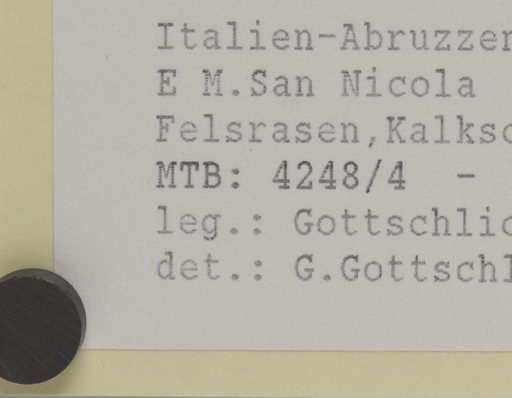 Italien-Abruzzen
E M.San Nicola
Felsrasen,Kalksc
MTB: 4248/4  -
leg.: Gottschlic
det.: G.Gottschl